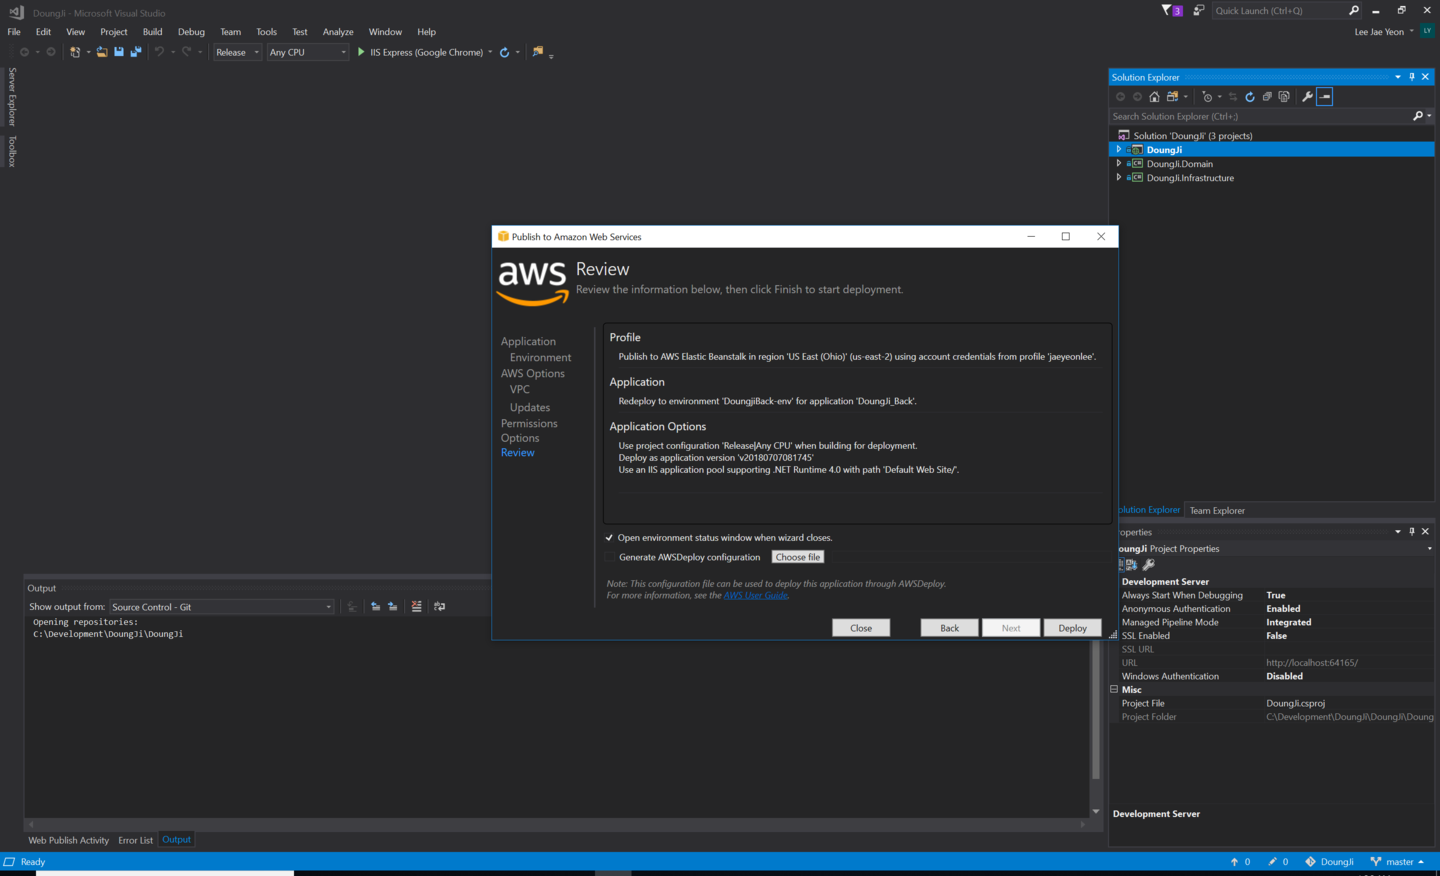 DoungJi - Microsoft Visual Studio
3
Quick Launch (Ctrl+Q)
File Edit View Project Build Debug Team Tools Test Analyze Window Help
Lee Jae Yeon
LY
Release Any CPU IIS Express (Google Chrome)
Server Explorer
Toolbox
Solution Explorer
Search Solution Explorer (Ctrl+;)
Solution 'DoungJi' (3 projects)
DoungJi
DoungJi.Domain
DoungJi.Infrastructure
Publish to Amazon Web Services
aws
Review
Review the information below, then click Finish to start deployment.
Application
Environment
AWS Options
VPC
Updates
Permissions
Options
Review
Profile
Publish to AWS Elastic Beanstalk in region 'US East (Ohio)' (us-east-2) using account credentials from profile 'jaeyeonlee'.
Application
Redeploy to environment 'DoungjiBack-env' for application 'DoungJi_Back'.
Application Options
Use project configuration 'Release|Any CPU' when building for deployment.
Deploy as application version 'v20180707081745'
Use an IIS application pool supporting .NET Runtime 4.0 with path 'Default Web Site/'.
Open environment status window when wizard closes.
Generate AWSDeploy configuration Choose file
Note: This configuration file can be used to deploy this application through AWSDeploy.
For more information, see the AWS User Guide.
Close Back Next Deploy
olution Explorer Team Explorer
operties
oungJi Project Properties
Development Server
Always Start When Debugging True
Anonymous Authentication Enabled
Managed Pipeline Mode Integrated
SSL Enabled False
SSL URL
URL http://localhost:64165/
Windows Authentication Disabled
Misc
Project File DoungJi.csproj
Project Folder C:\Development\DoungJi\DoungJi\Doung
Development Server
Output
Show output from: Source Control - Git
Opening repositories:
C:\Development\DoungJi\DoungJi
Web Publish Activity Error List Output
Ready
0 0 DoungJi master